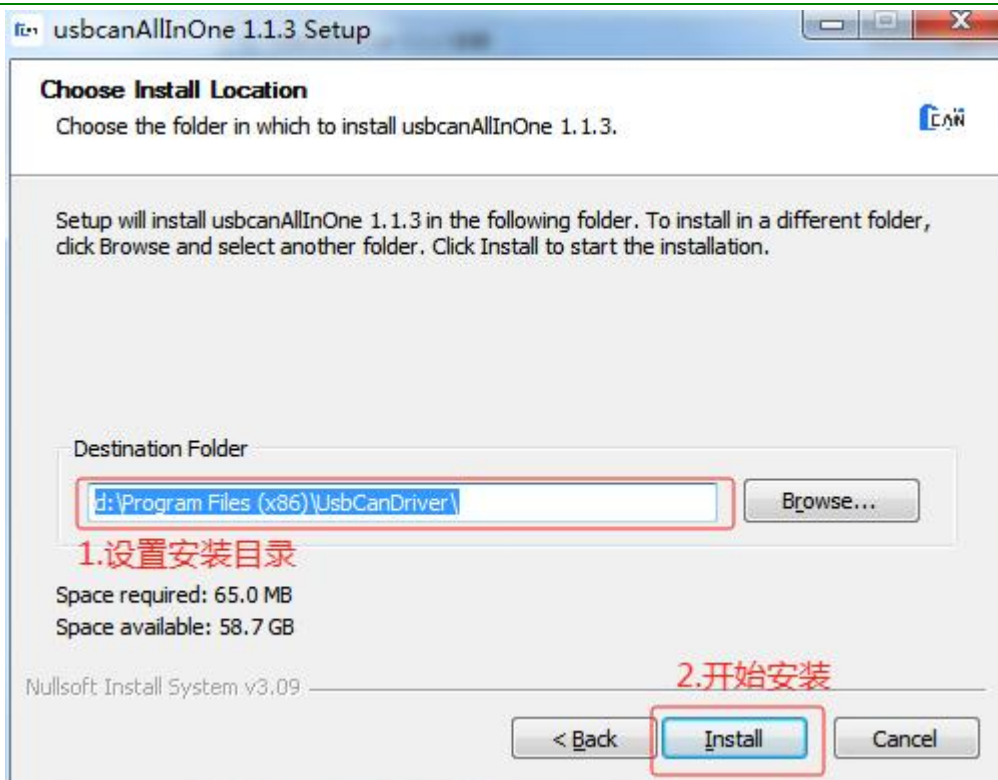 usbcanAllInOne 1.1.3 Setup
Choose Install Location
Choose the folder in which to install usbcanAllInOne 1.1.3.
CAN
Setup will install usbcanAllInOne 1.1.3 in the following folder. To install in a different folder,
click Browse and select another folder. Click Install to start the installation.
Destination Folder
d:\Program Files (x86)\UsbCanDriver\
Browse...
1.设置安装目录
Space required: 65.0 MB
Space available: 58.7 GB
2.开始安装
Nullsoft Install System v3.09
< Back
Install
Cancel